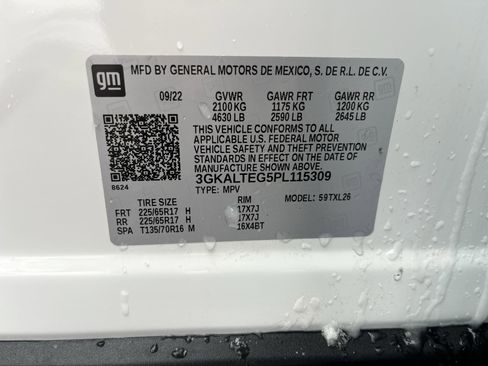 gm MFD BY GENERAL MOTORS DE MEXICO, S. DE R.L. DE C.V.
09/22 GVWR GAWR FRT GAWR RR
2100 KG 1175 KG 1200 KG
4630 LB 2590 LB 2645 LB
THIS VEHICLE CONFORMS TO ALL
APPLICABLE U.S. FEDERAL MOTOR
VEHICLE SAFETY AND THEFT PREVENTION
STANDARDS IN EFFECT ON THE DATE OF
MANUFACTURE SHOWN ABOVE.
3GKALTEG5PL115309
8624 TYPE: MPV MODEL: 59TXL26
TIRE SIZE RIM
FRT 225/65R17 H 17X7J
RR 225/65R17 H 17X7J
SPA T135/70R16 M 16X4BT